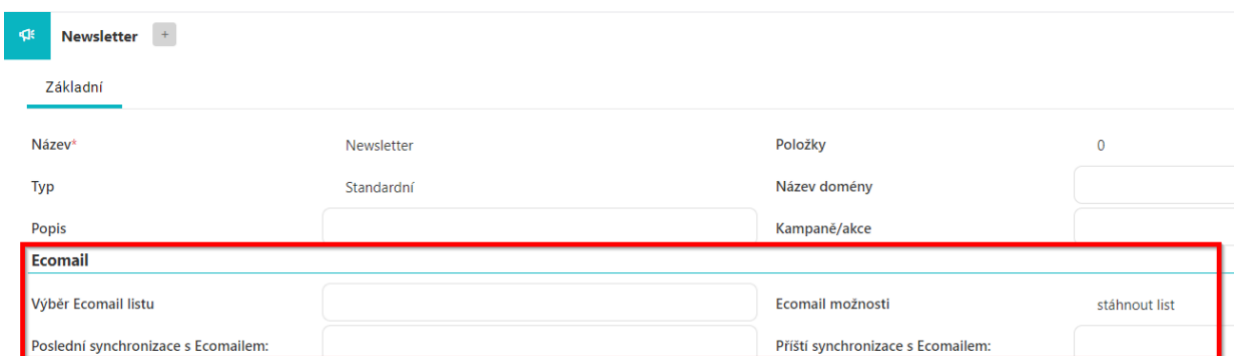 Newsletter +
Základní
Název* Newsletter Položky 0
Typ Standardní Název domény
Popis Kampaně/akce
Ecomail
Výběr Ecomail listu Ecomail možnosti stáhnout list
Poslední synchronizace s Ecomailem: Příští synchronizace s Ecomailem: